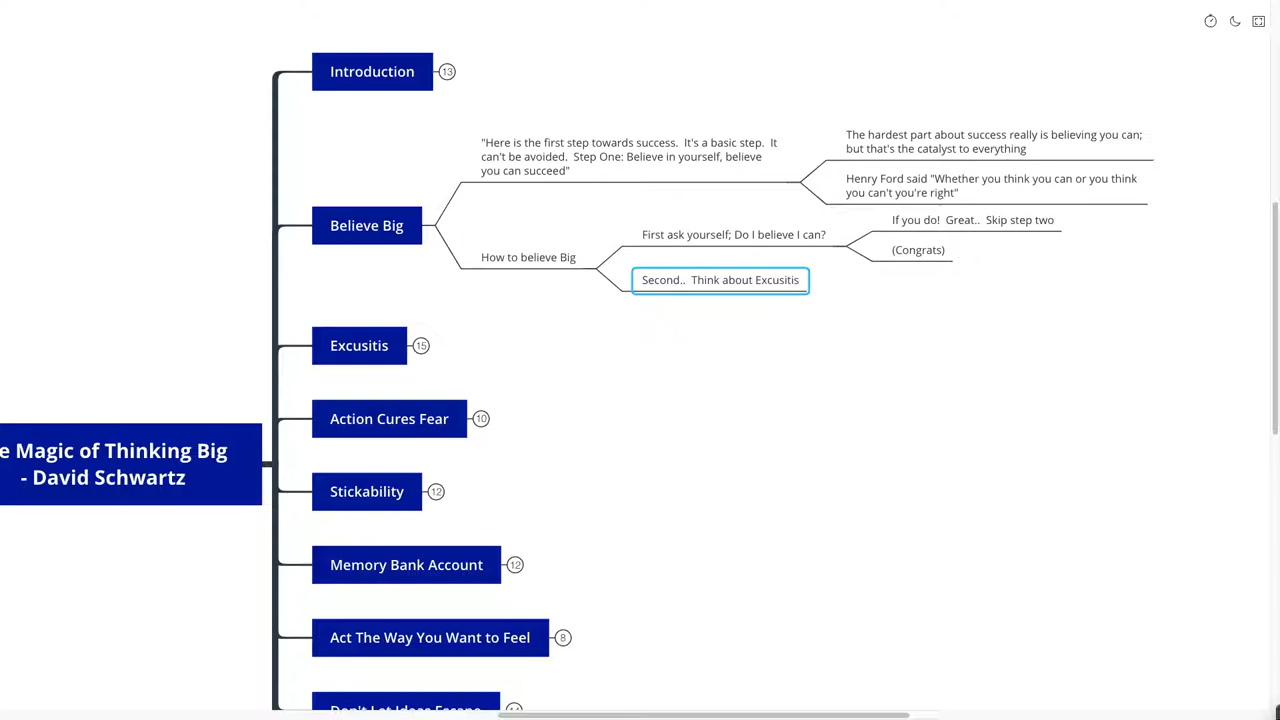 Introduction
13
"Here is the first step towards success.  It's a basic step.  It
can't be avoided.  Step One: Believe in yourself, believe
you can succeed"
The hardest part about success really is believing you can;
but that's the catalyst to everything
Henry Ford said "Whether you think you can or you think
you can't you're right"
Believe Big
How to believe Big
First ask yourself; Do I believe I can?
If you do!  Great..  Skip step two
(Congrats)
Second..  Think about Excusitis
Excusitis
15
Action Cures Fear
10
e Magic of Thinking Big
- David Schwartz
Stickability
12
Memory Bank Account
12
Act The Way You Want to Feel
8
Don't Let Ideas Escape